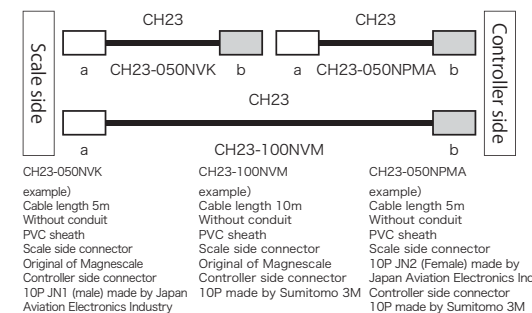 CH23
CH23
Scale side
Controller side
a
CH23-050NVK
b
a
CH23-050NPMA
b
CH23
a
CH23-100NVM
b
CH23-050NVK
example)
Cable length 5m
Without conduit
PVC sheath
Scale side connector
Original of Magnescale
Controller side connector
10P JN1 (male) made by Japan
Aviation Electronics Industry
CH23-100NVM
example)
Cable length 10m
Without conduit
PVC sheath
Scale side connector
Original of Magnescale
Controller side connector
10P made by Sumitomo 3M
CH23-050NPMA
example)
Cable length 5m
Without conduit
PVC sheath
Scale side connector
10P JN2 (Female) made by
Japan Aviation Electronics Ind
Controller side connector
10P made by Sumitomo 3M